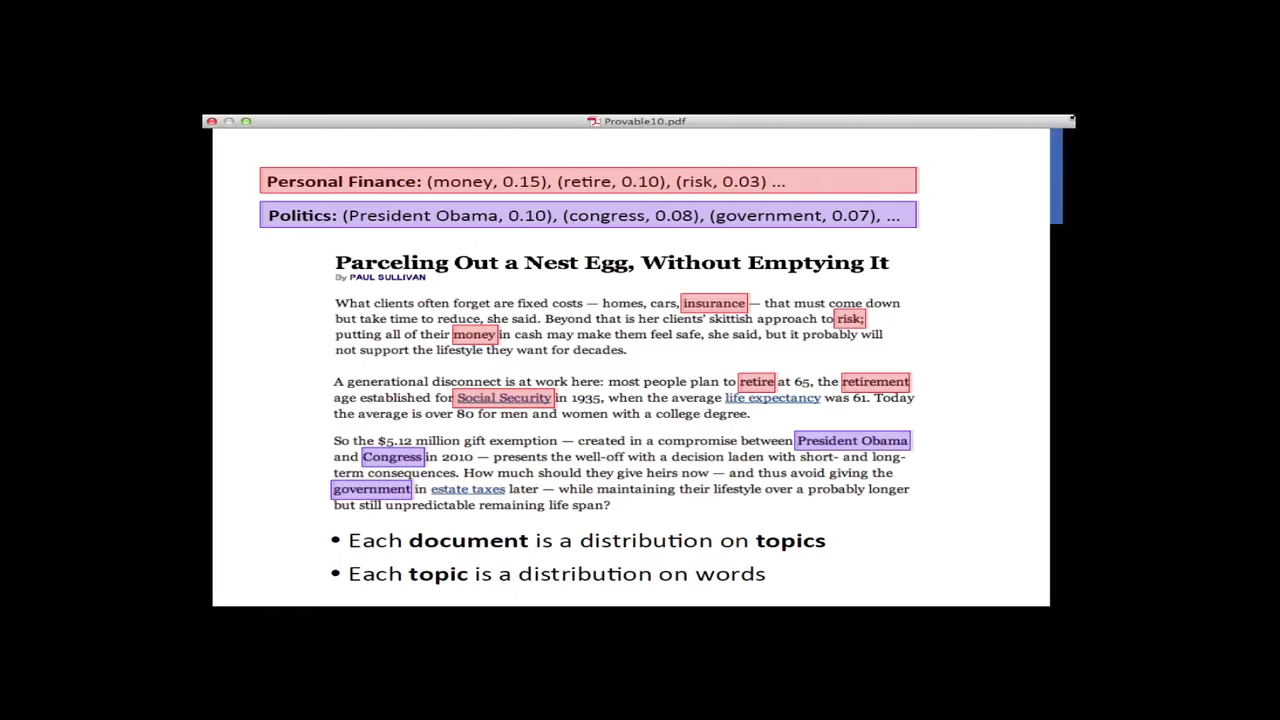 Provable10.pdf
Personal Finance: (money, 0.15), (retire, 0.10), (risk, 0.03) ...
Politics: (President Obama, 0.10), (congress, 0.08), (government, 0.07), ...
Parceling Out a Nest Egg, Without Emptying It
By PAUL SULLIVAN
What clients often forget are fixed costs — homes, cars, insurance — that must come down
but take time to reduce, she said. Beyond that is her clients' skittish approach to risk;
putting all of their money in cash may make them feel safe, she said, but it probably will
not support the lifestyle they want for decades.
A generational disconnect is at work here: most people plan to retire at 65, the retirement
age established for Social Security in 1935, when the average life expectancy was 61. Today
the average is over 80 for men and women with a college degree.
So the $5.12 million gift exemption — created in a compromise between President Obama
and Congress in 2010 — presents the well-off with a decision laden with short- and long-
term consequences. How much should they give heirs now — and thus avoid giving the
government in estate taxes later — while maintaining their lifestyle over a probably longer
but still unpredictable remaining life span?
• Each document is a distribution on topics
• Each topic is a distribution on words